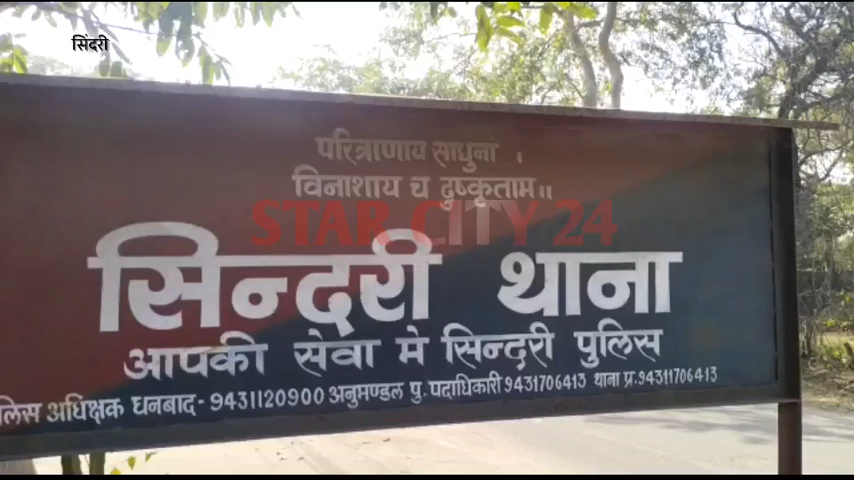 सिंदरी
परित्राणाय साधुनां ।
विनाशाय च दुष्कृताम॥
STAR CITY 24
सिन्दरी थाना
आपकी सेवा मे सिन्दरी पुलिस
लिस अधिक्षक धनबाद-9431120900 अनुमण्डल पु. पदाधिकारी 9431706413 थाना प्र.9431706413